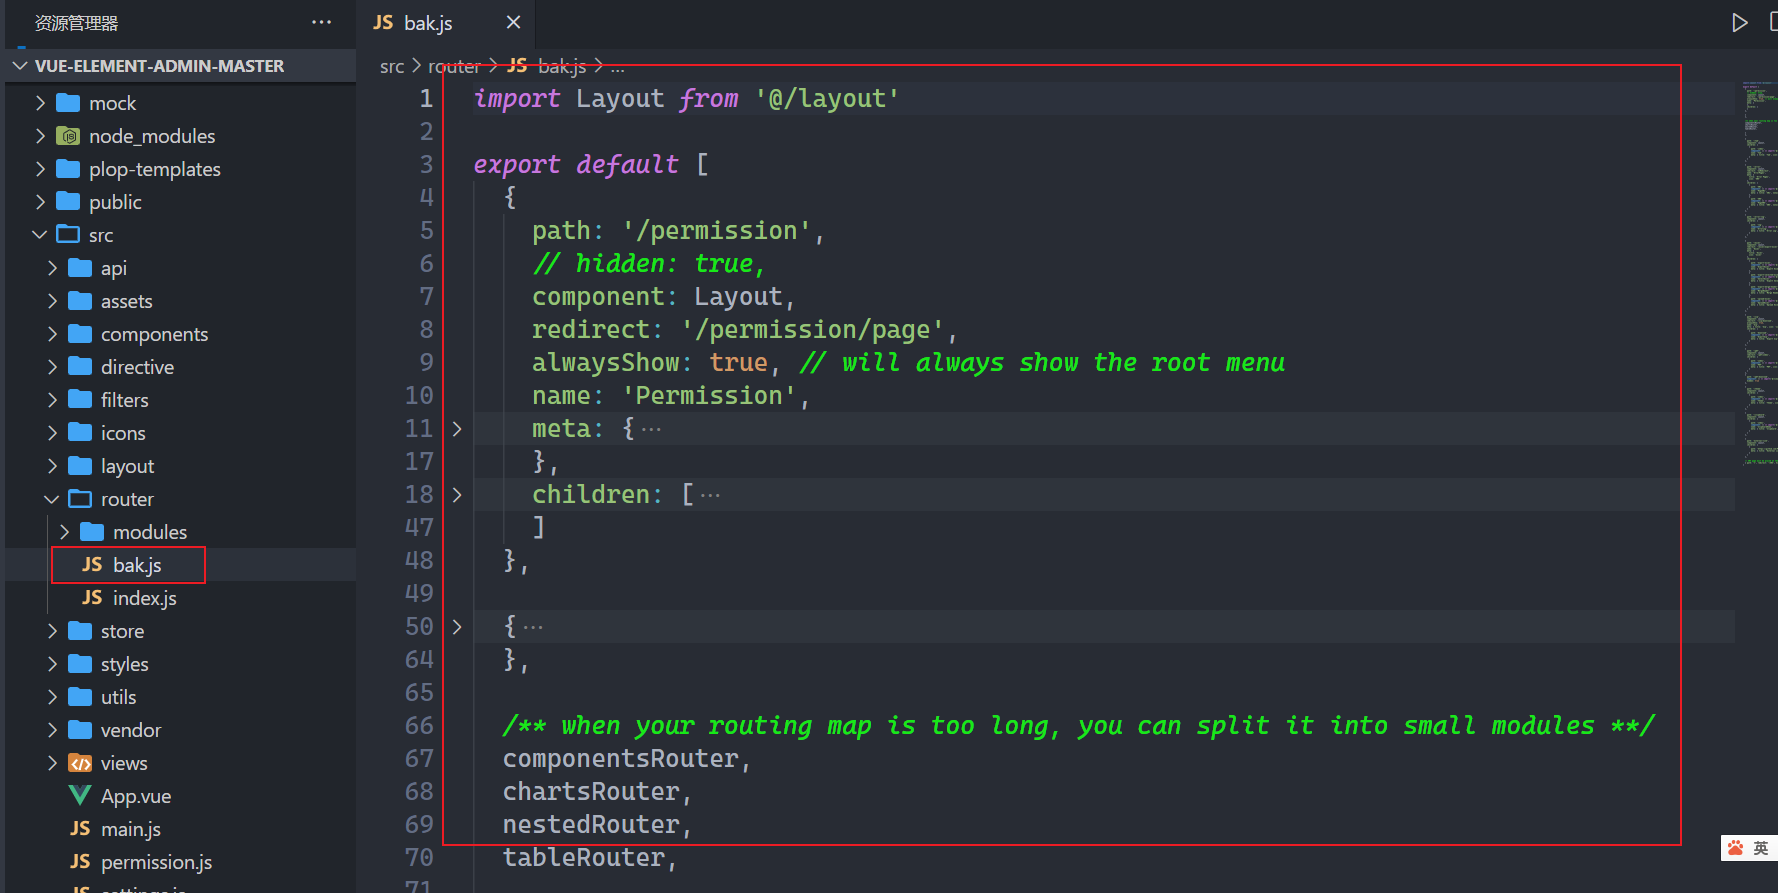 资源管理器
···
VUE-ELEMENT-ADMIN-MASTER
mock
node_modules
plop-templates
public
src
api
assets
components
directive
filters
icons
layout
router
modules
JS bak.js
JS index.js
store
styles
utils
vendor
views
App.vue
JS main.js
JS permission.js
JS bak.js
src > router > JS bak.js > ...
1 import Layout from '@/layout'
2
3 export default [
4 {
5 path: '/permission',
6 // hidden: true,
7 component: Layout,
8 redirect: '/permission/page',
9 alwaysShow: true, // will always show the root menu
10 name: 'Permission',
11 meta: { ···
17 },
18 children: [ ···
47 ]
48 },
49
50 { ···
64 },
65
66 /** when your routing map is too long, you can split it into small modules **/
67 componentsRouter,
68 chartsRouter,
69 nestedRouter,
70 tableRouter,
71
英